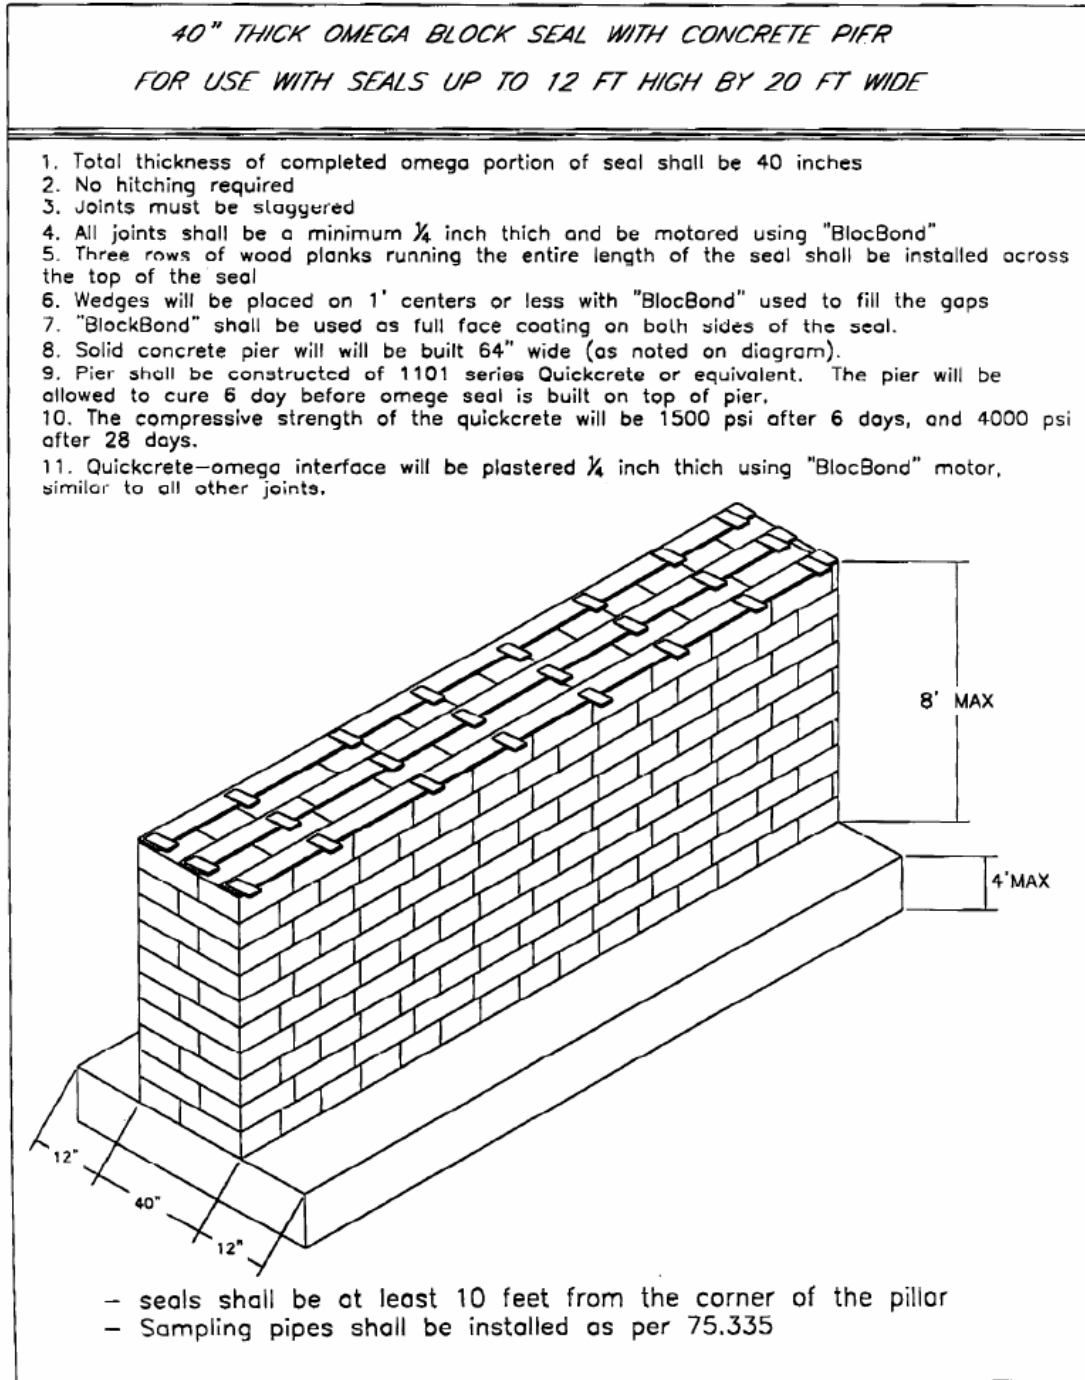 40" THICK OMEGA BLOCK SEAL WITH CONCRETE PIER
FOR USE WITH SEALS UP TO 12 FT HIGH BY 20 FT WIDE
1. Total thickness of completed omega portion of seal shall be 40 inches
2. No hitching required
3. Joints must be staggered
4. All joints shall be a minimum ¼ inch thich and be motared using "BlocBond"
5. Three rows of wood planks running the entire length of the seal shall be installed across
the top of the seal
6. Wedges will be placed on 1' centers or less with "BlocBond" used to fill the gaps
7. "BlockBond" shall be used as full face coating on both sides of the seal.
8. Solid concrete pier will will be built 64" wide (as noted on diagram).
9. Pier shall be constructed of 1101 series Quickcrete or equivalent. The pier will be
allowed to cure 6 day before omege seal is built on top of pier.
10. The compressive strength of the quickcrete will be 1500 psi after 6 days, and 4000 psi
after 28 days.
11. Quickcrete-omega interface will be plastered ¼ inch thich using "BlocBond" motor,
similar to all other joints.
8' MAX
4'MAX
12"
40"
12"
- seals shall be at least 10 feet from the corner of the pillar
- Sampling pipes shall be installed as per 75.335